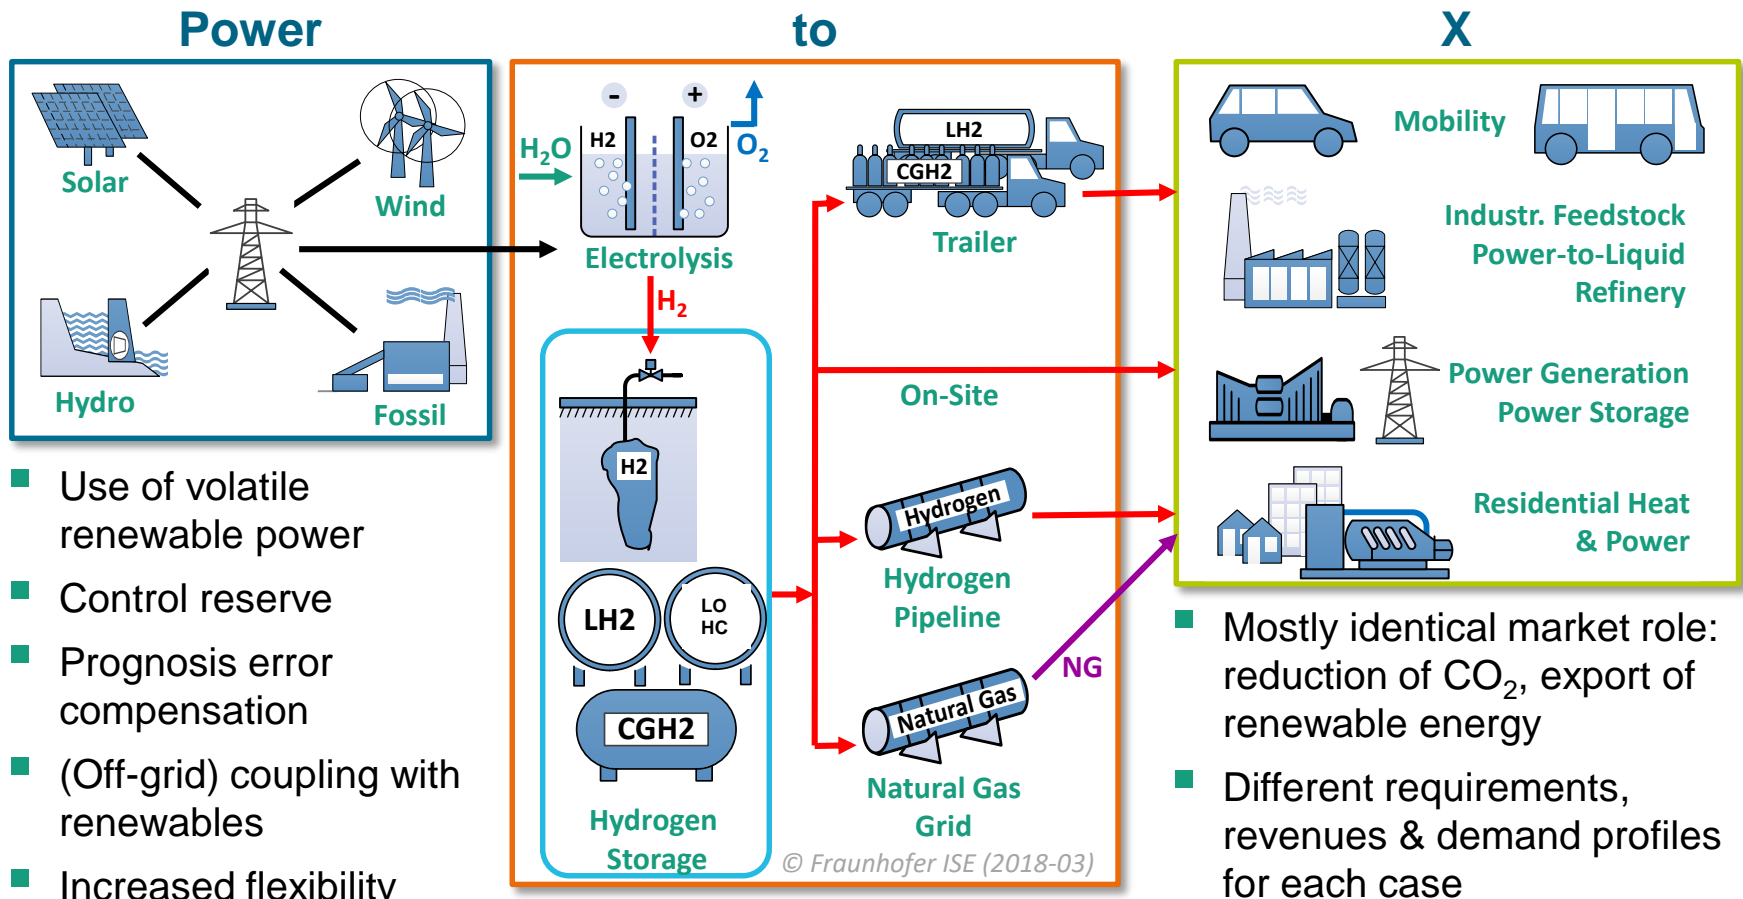 Power
to
X
Solar
Wind
Hydro
Fossil
-
+
H2
O2
H₂O
O₂
Electrolysis
H₂
H2
LH2
LO
HC
CGH2
Hydrogen
Storage
LH2
CGH2
Trailer
On-Site
Hydrogen
Hydrogen
Pipeline
Natural Gas
Natural Gas
Grid
NG
© Fraunhofer ISE (2018-03)
Mobility
Industr. Feedstock
Power-to-Liquid
Refinery
Power Generation
Power Storage
Residential Heat
& Power
Use of volatile
renewable power
Control reserve
Prognosis error
compensation
(Off-grid) coupling with
renewables
Increased flexibility
Mostly identical market role:
reduction of CO₂, export of
renewable energy
Different requirements,
revenues & demand profiles
for each case